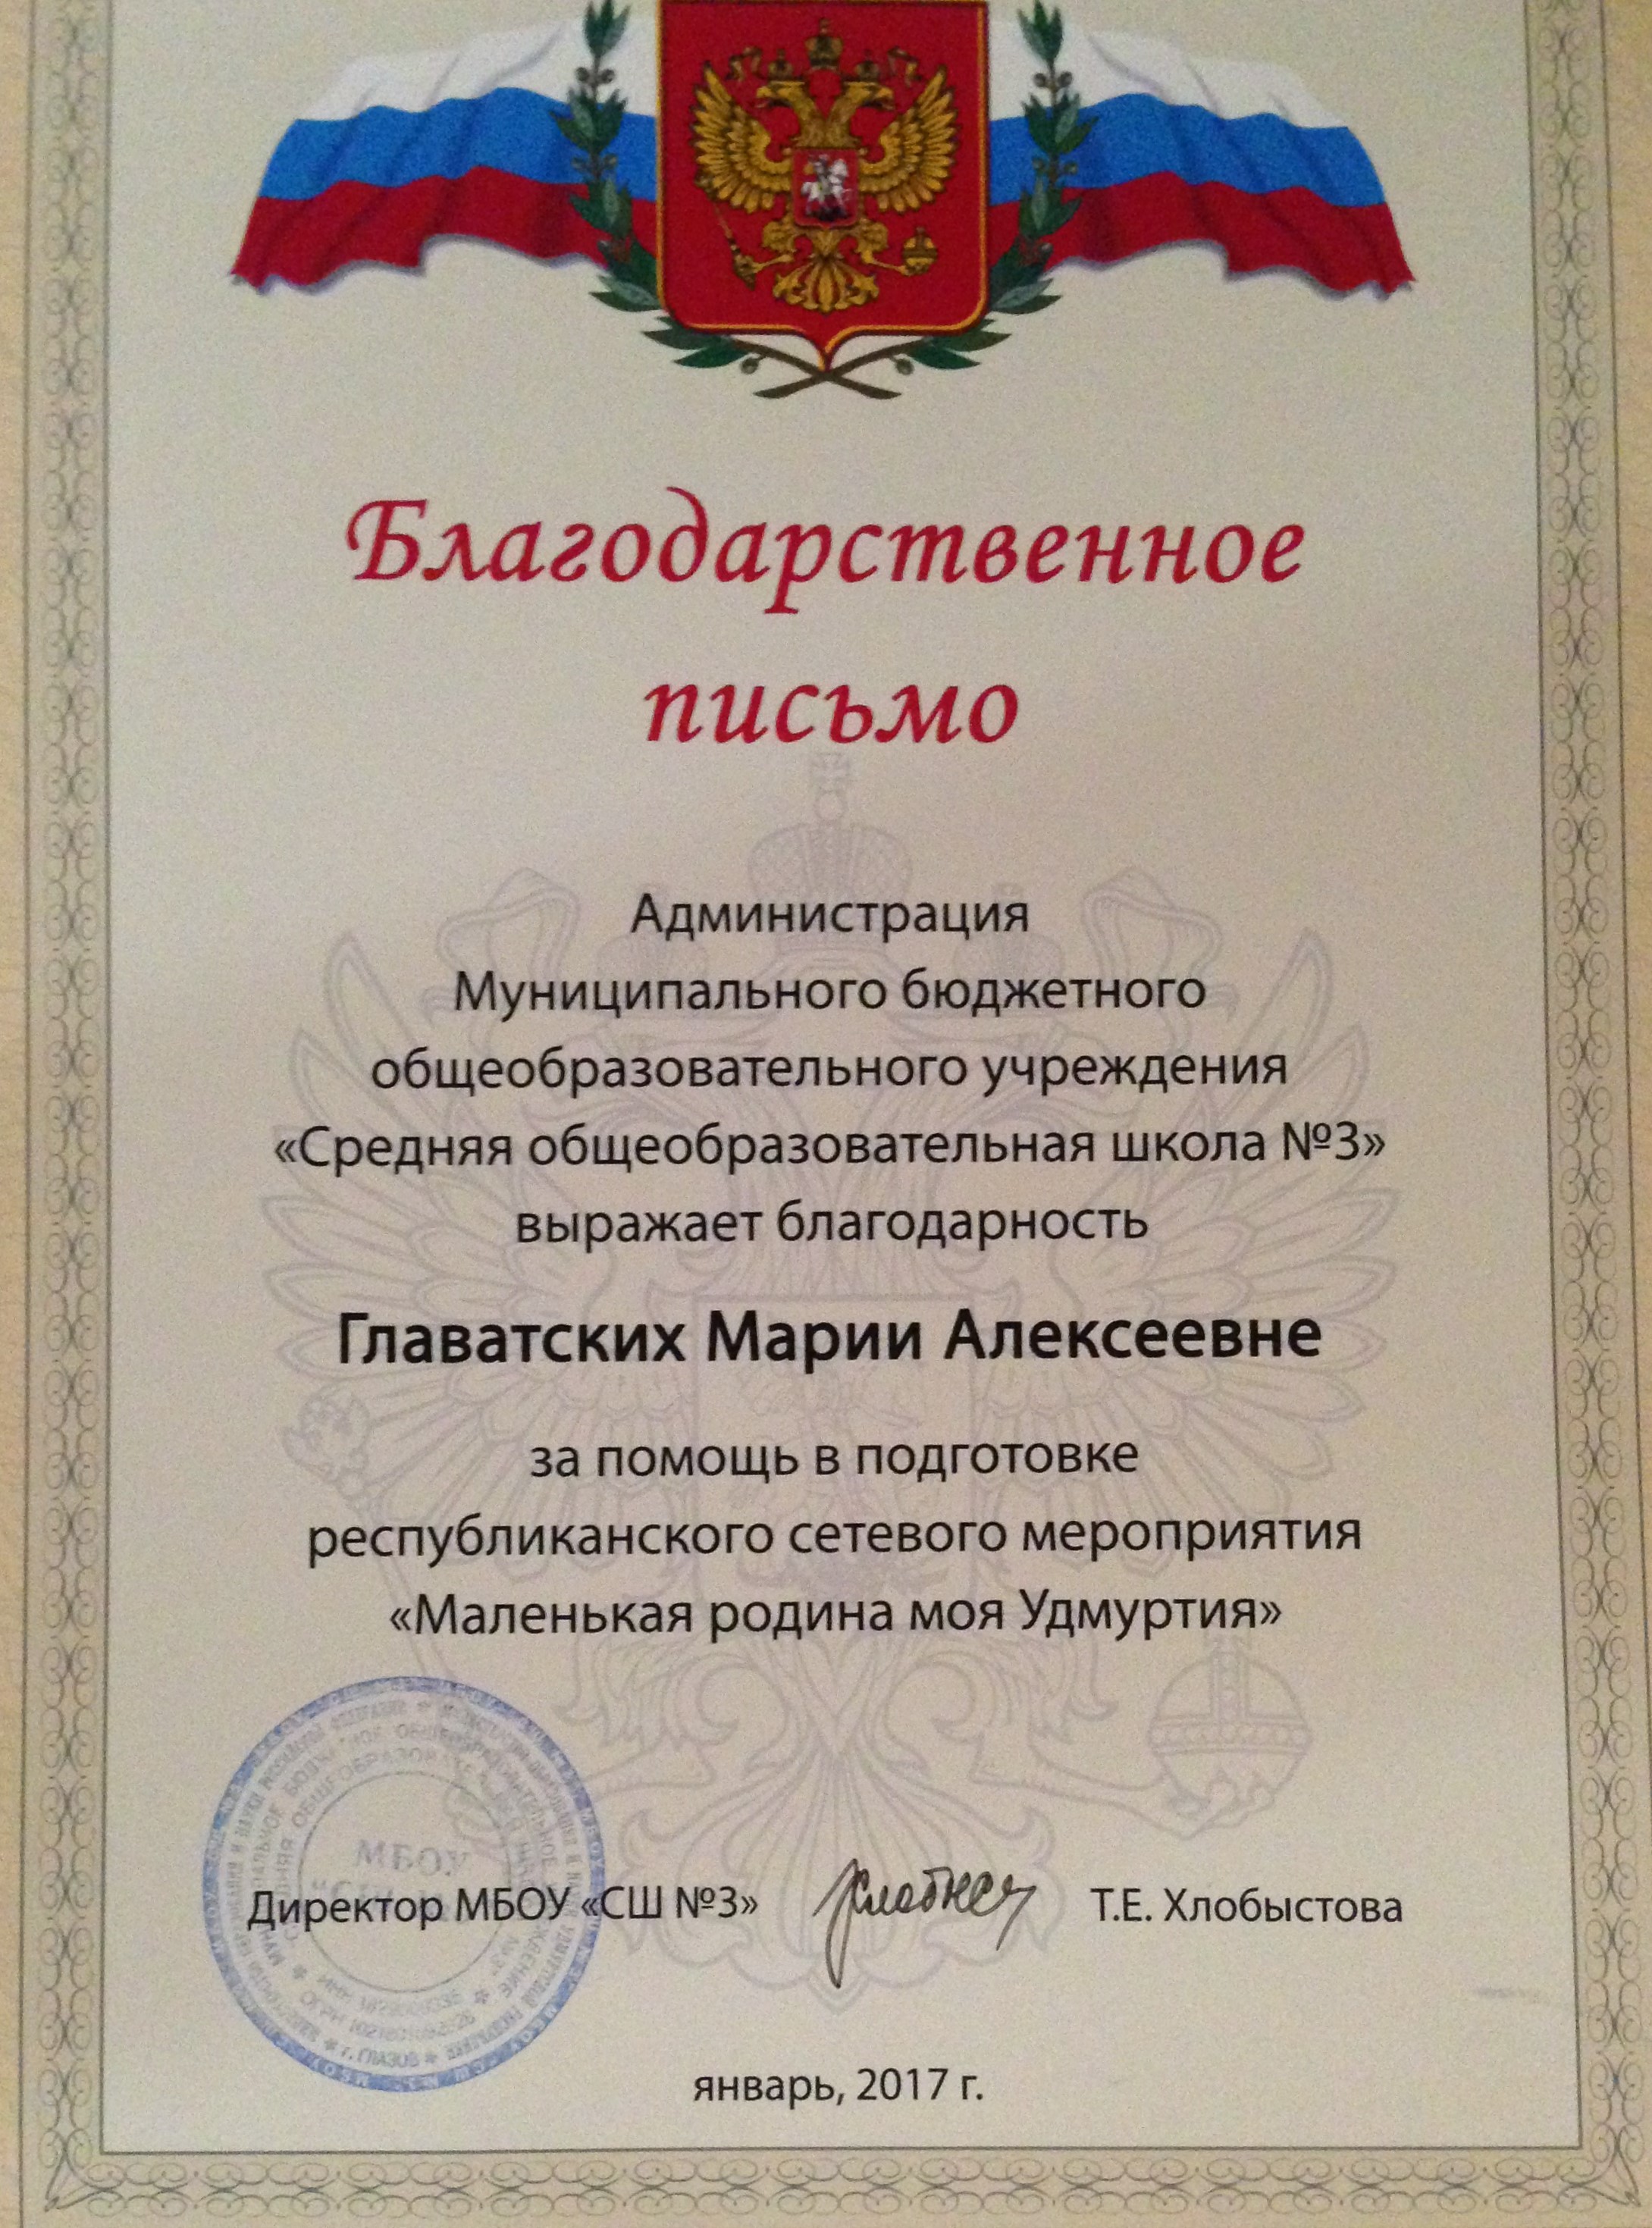 Благодарственное
письмо
Администрация
Муниципального бюджетного
общеобразовательного учреждения
«Средняя общеобразовательная школа №3»
выражает благодарность
Главатских Марии Алексеевне
за помощь в подготовке
республиканского сетевого мероприятия
«Маленькая родина моя Удмуртия»
МБОУ
Директор МБОУ «СШ №3» Т.Е. Хлобыстова
г. ГЛАЗОВ
январь, 2017 г.